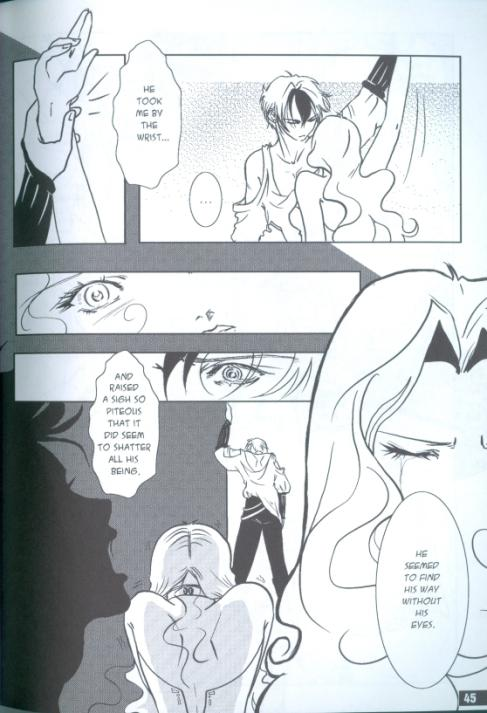 HE
TOOK
ME BY
THE
WRIST...
...
AND
RAISED
A SIGH SO
PITEOUS
THAT IT
DID SEEM
TO SHATTER
ALL HIS
BEING.
HE
SEEMED
TO FIND
HIS WAY
WITHOUT
HIS
EYES.
45